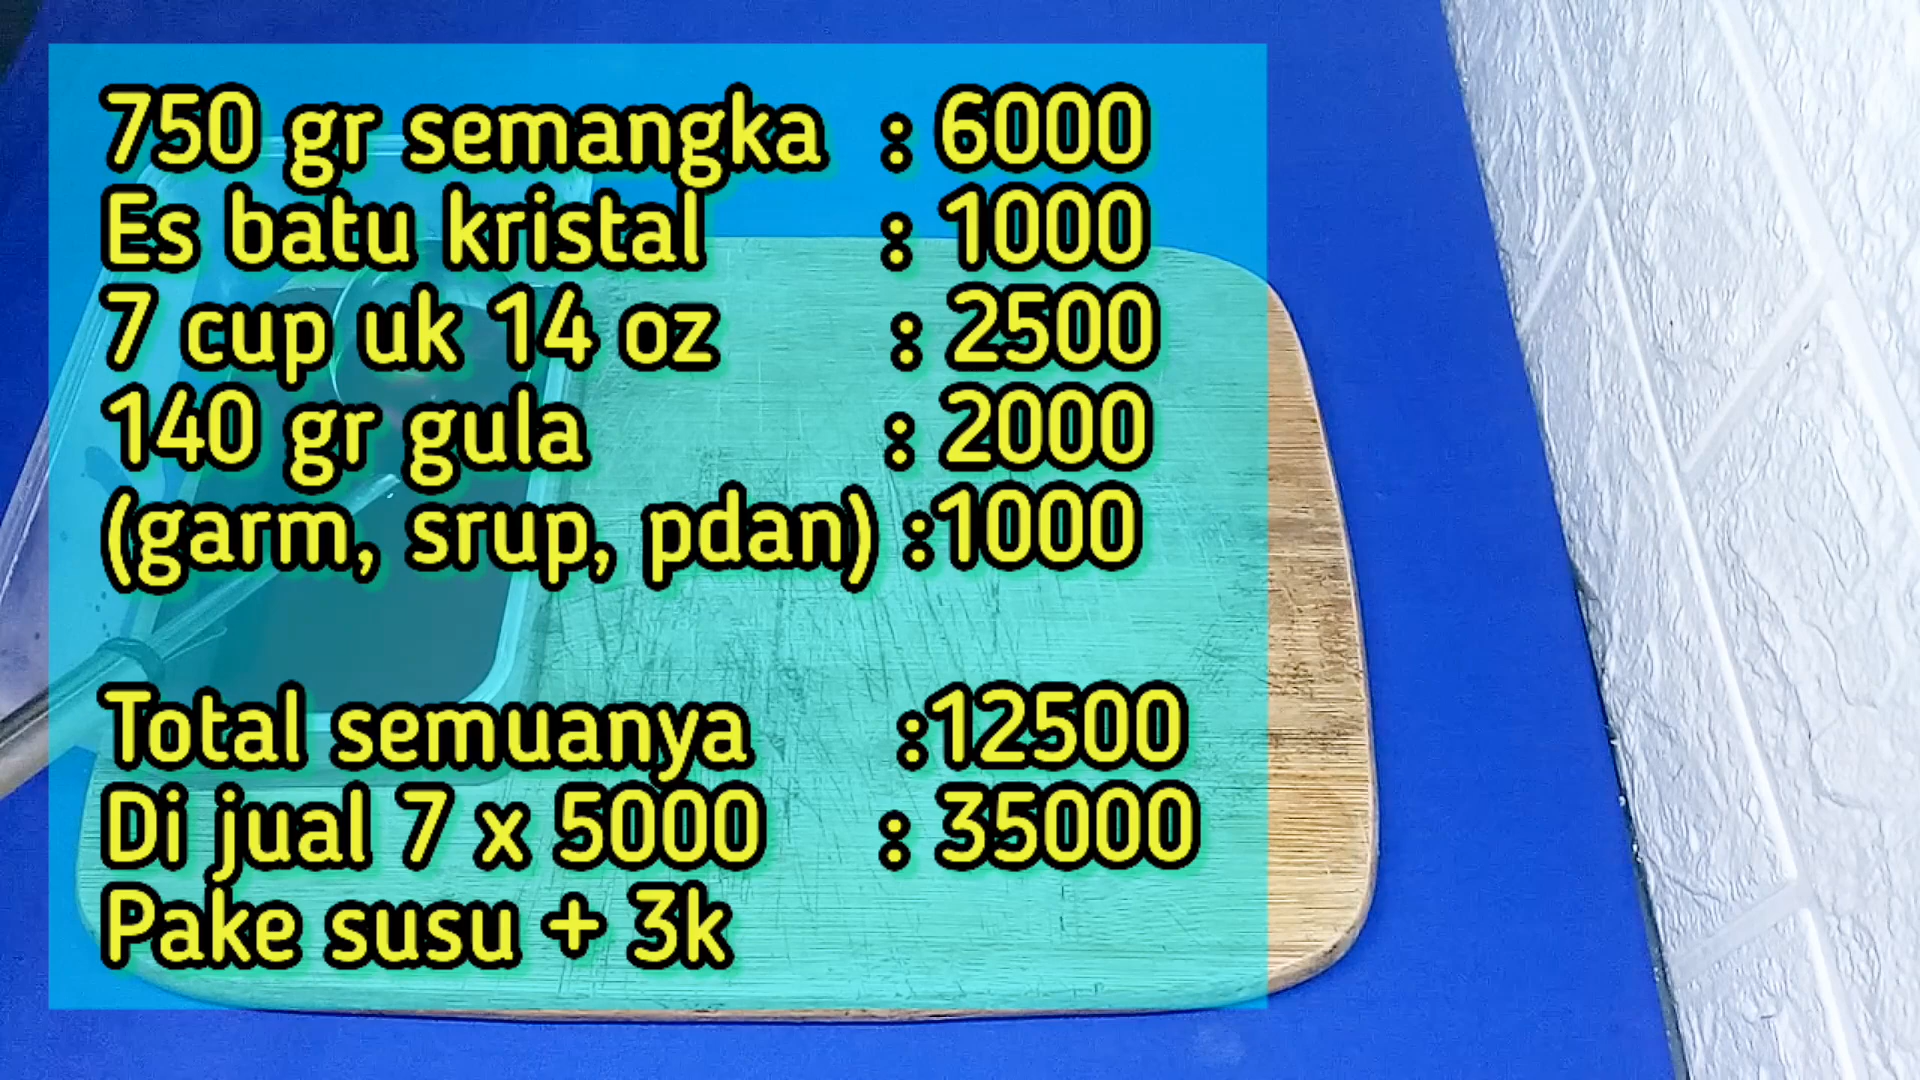 750 gr semangka : 6000
Es batu kristal : 1000
7 cup uk 14 oz : 2500
140 gr gula : 2000
(garm, srup, pdan) :1000
Total semuanya :12500
Di jual 7 x 5000 : 35000
Pake susu + 3k